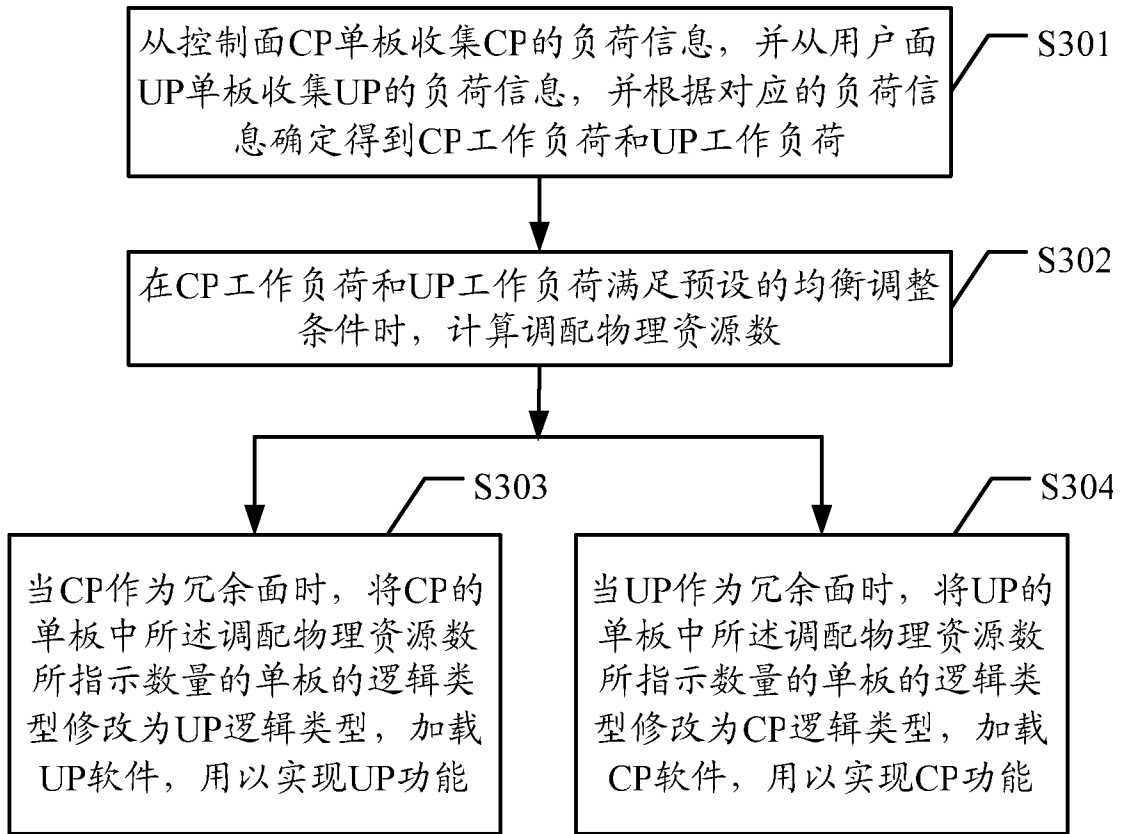 从控制面CP单板收集CP的负荷信息，并从用户面
UP单板收集UP的负荷信息，并根据对应的负荷信
息确定得到CP工作负荷和UP工作负荷
S301
在CP工作负荷和UP工作负荷满足预设的均衡调整
条件时，计算调配物理资源数
S302
S303
当CP作为冗余面时，将CP的
单板中所述调配物理资源数
所指示数量的单板的逻辑类
型修改为UP逻辑类型，加载
UP软件，用以实现UP功能
S304
当UP作为冗余面时，将UP的
单板中所述调配物理资源数
所指示数量的单板的逻辑类
型修改为CP逻辑类型，加载
CP软件，用以实现CP功能